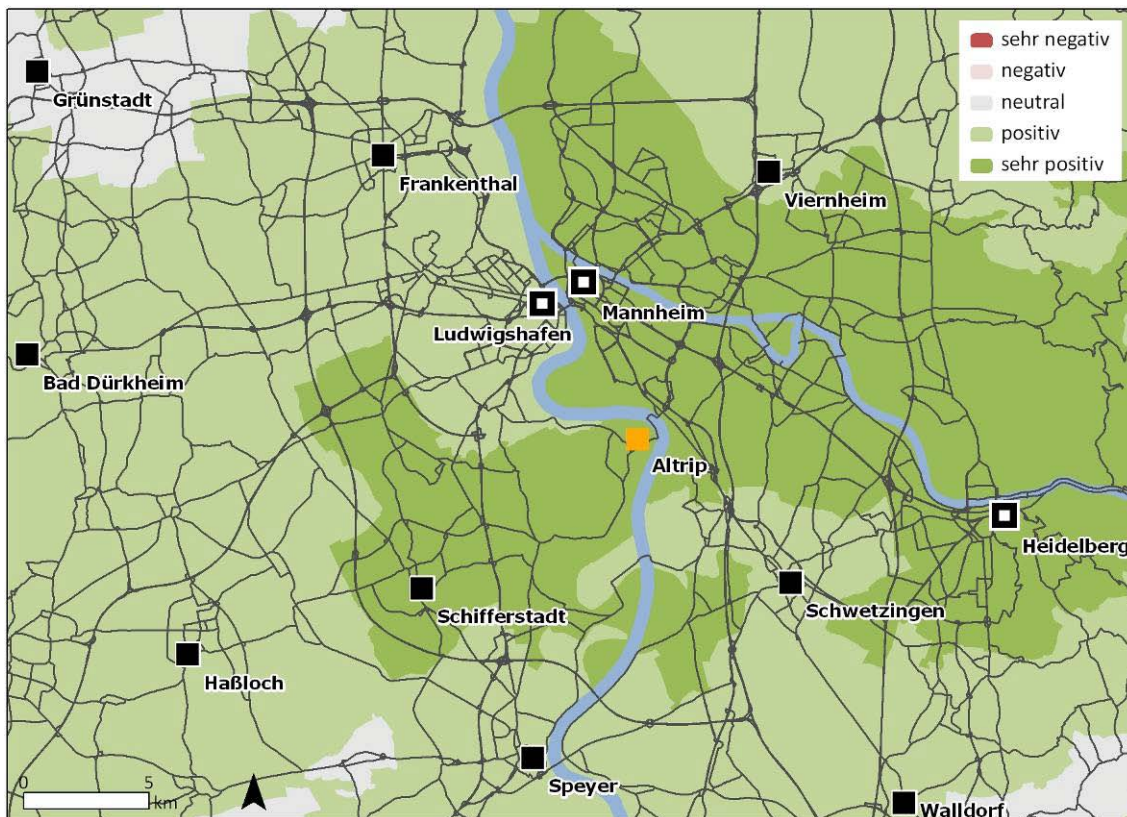 sehr negativ
negativ
neutral
positiv
sehr positiv
Grünstadt
Frankenthal
Viernheim
Mannheim
Ludwigshafen
Bad Dürkheim
Altrip
Heidelberg
Schifferstadt
Schwetzingen
Haßloch
Speyer
Walldorf
0 5
km